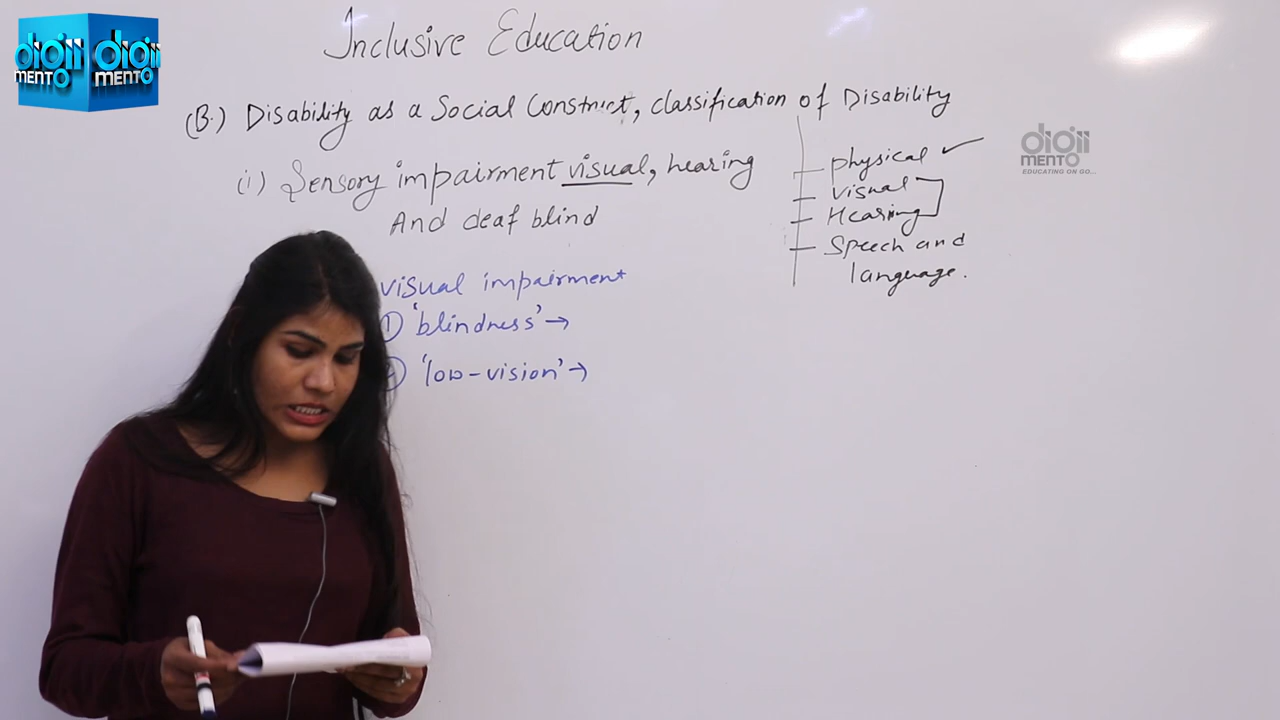 digii digii
MENTO MENTO
Inclusive Education
(B.) Disability as a Social Construct, classification of Disability
(i) Sensory impairment visual, hearing
And deaf blind
physical ✓
visual
Hearing
Speech and
language.
digii
MENTO
EDUCATING ON GO...
visual impairment
① 'blindness' →
'low-vision' →